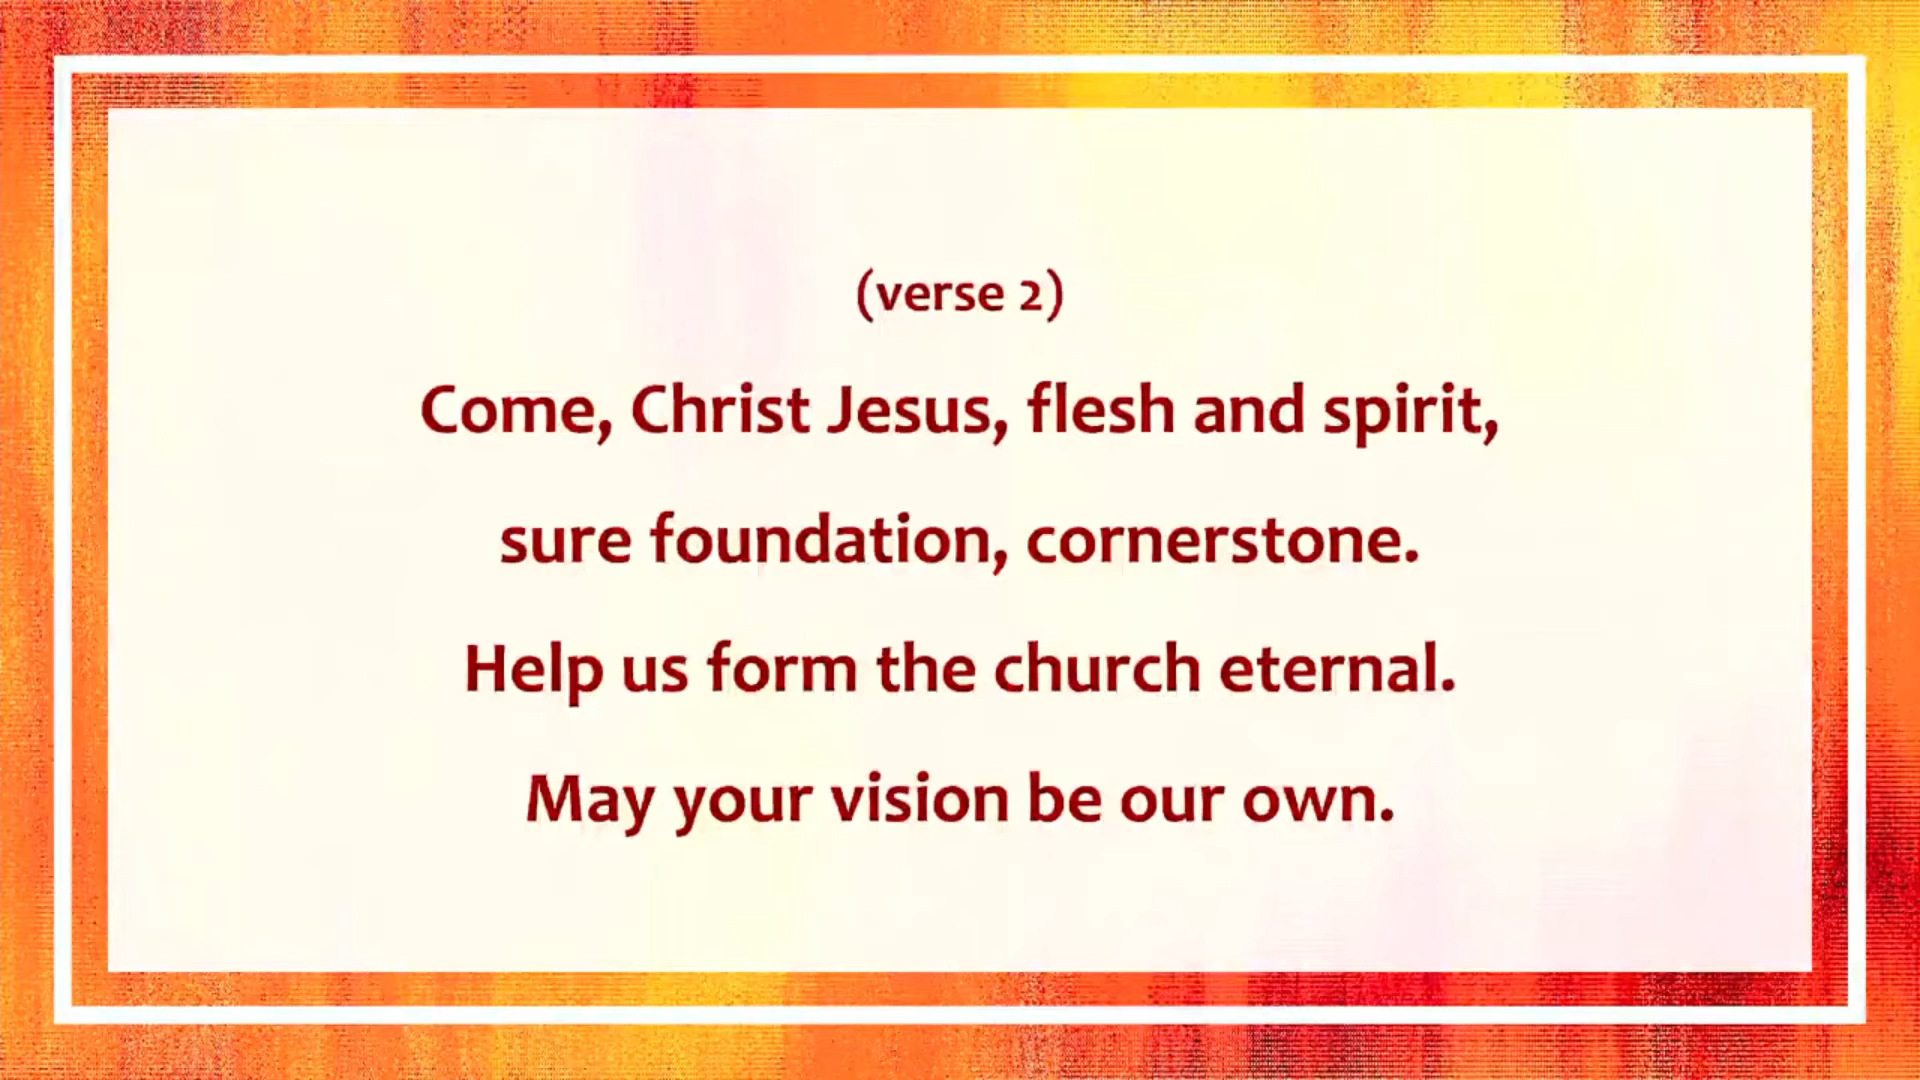 (verse 2)
Come, Christ Jesus, flesh and spirit,
sure foundation, cornerstone.
Help us form the church eternal.
May your vision be our own.